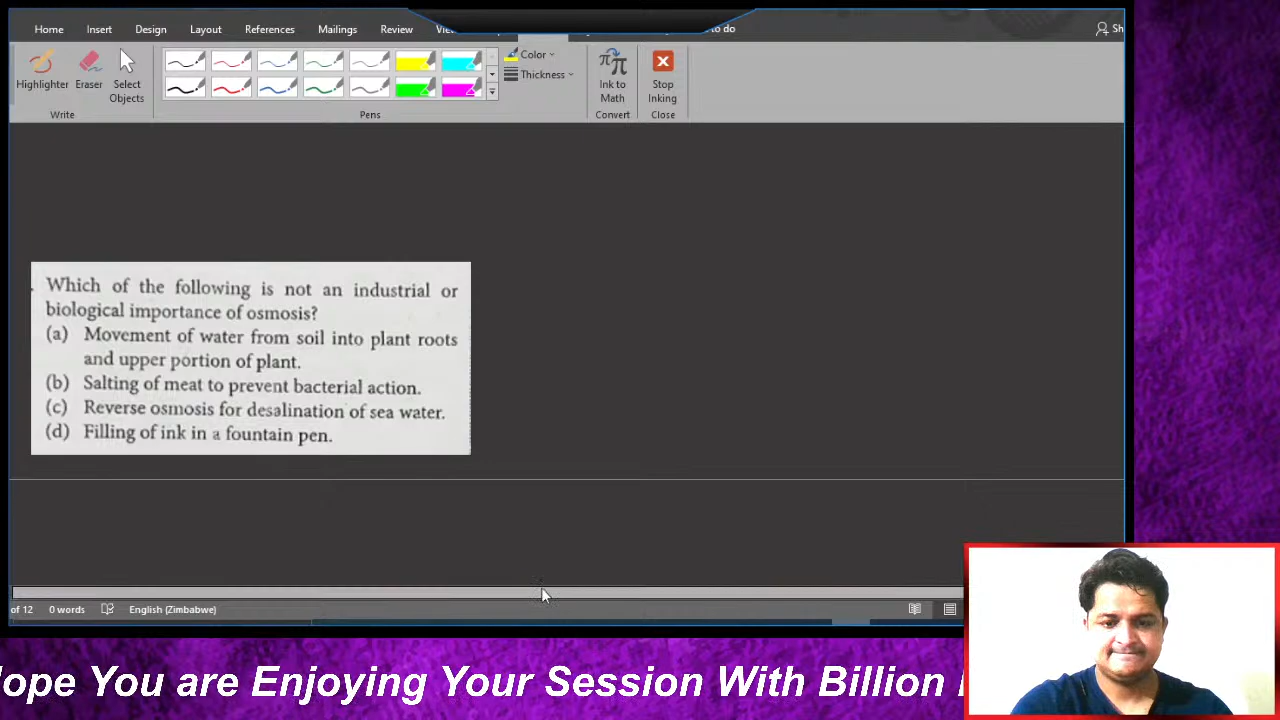 Home Insert Design Layout References Mailings Review to do
Highlighter Eraser Select Objects
Color
Thickness
Ink to Math
Stop Inking
Write Pens Convert Close
Which of the following is not an industrial or
biological importance of osmosis?
(a) Movement of water from soil into plant roots
and upper portion of plant.
(b) Salting of meat to prevent bacterial action.
(c) Reverse osmosis for desalination of sea water.
(d) Filling of ink in a fountain pen.
of 12 0 words English (Zimbabwe)
You are Enjoying Your Session With Billion